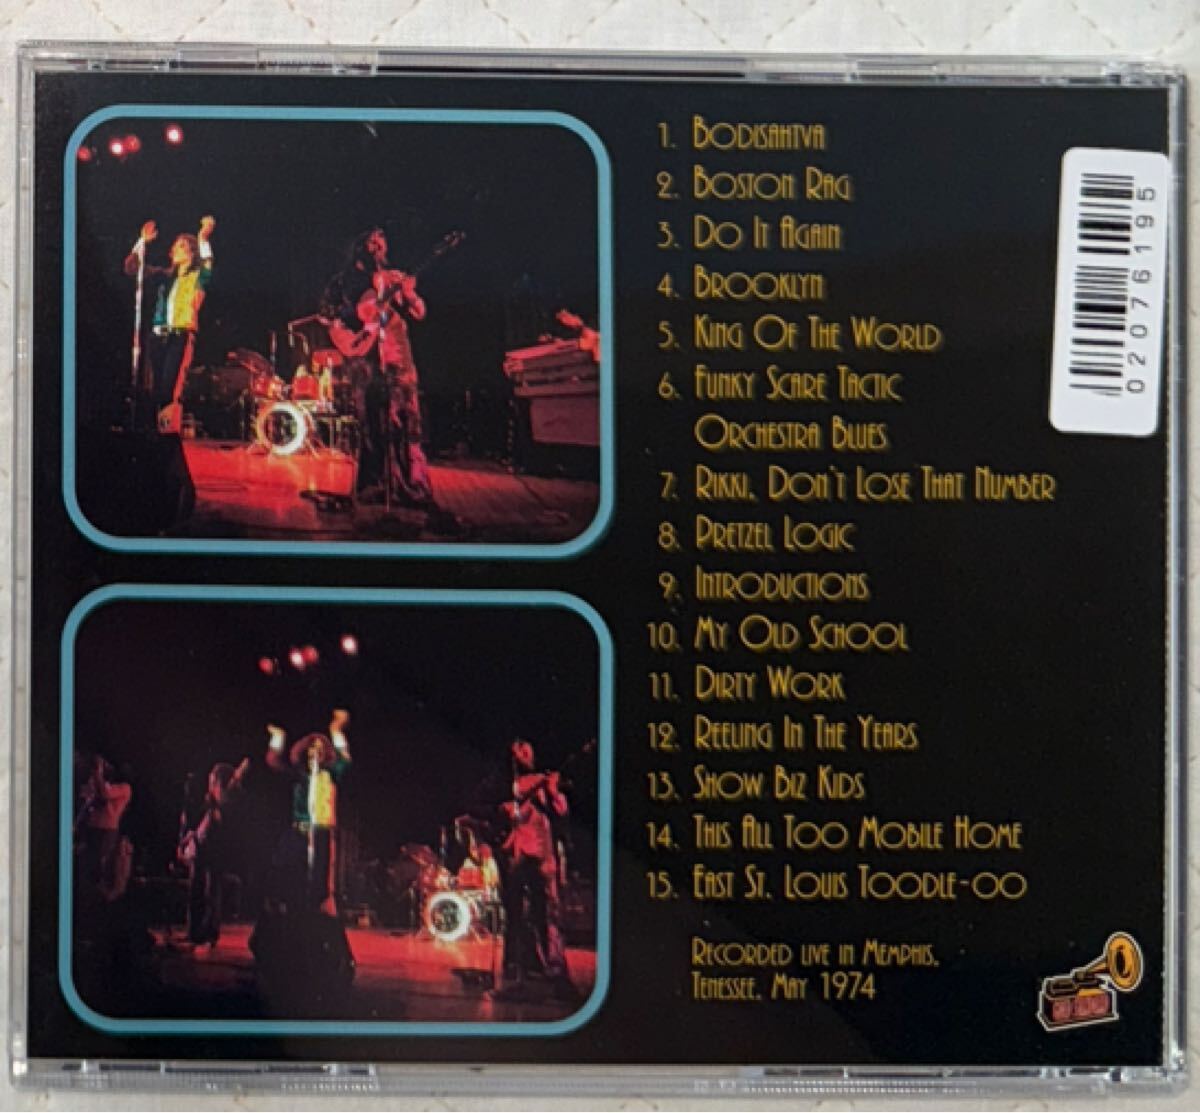 1. Bodisahtva
2. Boston Rag
3. Do It Again
4. Brooklyn
5. King Of The World
6. Funky Scare Tactic
Orchestra Blues
7. Rikki, Don't Lose That Number
8. Pretzel Logic
9. Introductions
10. My Old School
11. Dirty Work
12. Reeling In The Years
13. Show Biz Kids
14. This All Too Mobile Home
15. East St. Louis Toodle-oo
Recorded live in Memphis,
Tenessee, May 1974
02076195